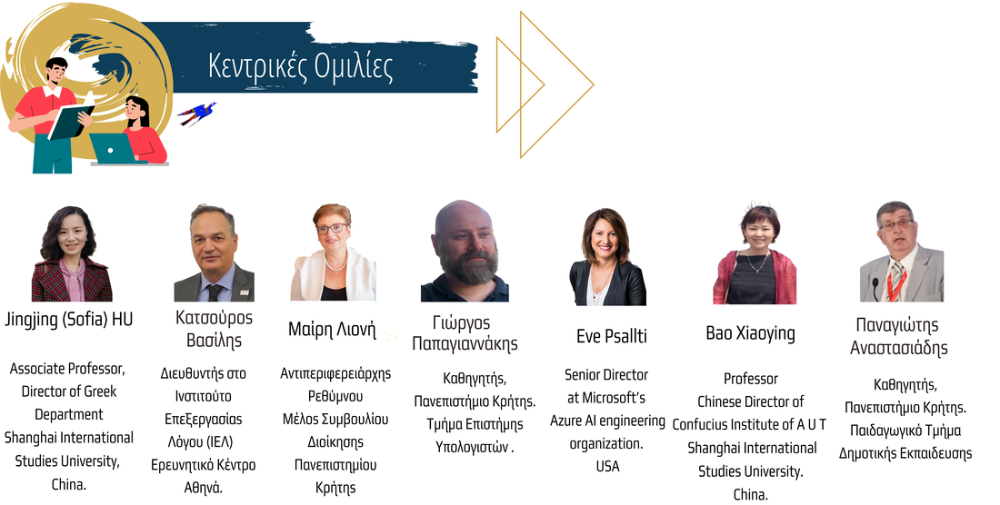 Κεντρικές Ομιλίες
Jingjing (Sofia) HU
Associate Professor,
Director of Greek
Department
Shanghai International
Studies University,
China.
Κατσούρος
Βασίλης
Διευθυντής στο
Ινστιτούτο
Επεξεργασίας
Λόγου (ΙΕΛ)
Ερευνητικό Κέντρο
Αθηνά.
Μαίρη Λιονή
Αντιπεριφερειάρχης
Ρεθύμνου
Μέλος Συμβουλίου
Διοίκησης
Πανεπιστημίου
Κρήτης
Γιώργος
Παπαγιαννάκης
Καθηγητής,
Πανεπιστήμιο Κρήτης.
Τμήμα Επιστήμης
Υπολογιστών .
Eve Psallti
Senior Director
at Microsoft’s
Azure AI engineering
organization.
USA
Bao Xiaoying
Professor
Chinese Director of
Confucius Institute of A U T
Shanghai International
Studies University.
China.
Παναγιώτης
Αναστασιάδης
Καθηγητής,
Πανεπιστήμιο Κρήτης.
Παιδαγωγικό Τμήμα
Δημοτικής Εκπαιδευσης